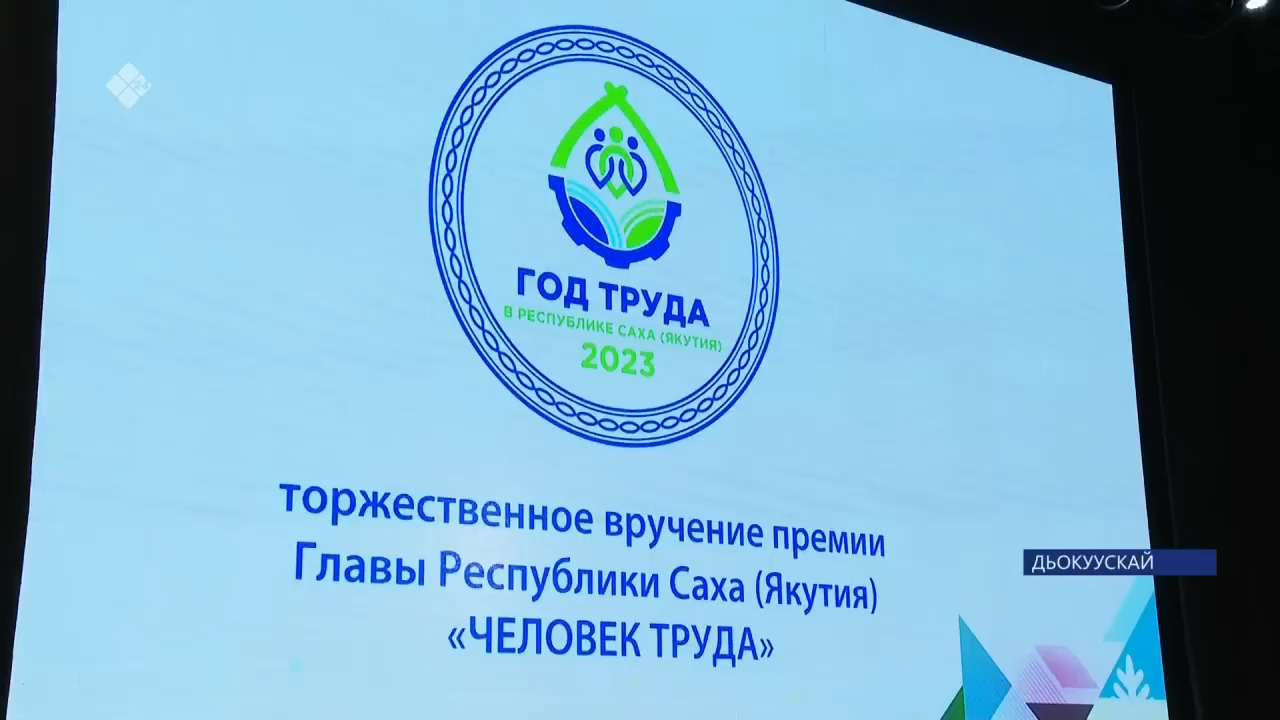 ГОД ТРУДА
В РЕСПУБЛИКЕ САХА (ЯКУТИЯ)
2023
торжественное вручение премии
Главы Республики Саха (Якутия)
«ЧЕЛОВЕК ТРУДА»
ДЬОКУУСКАЙ